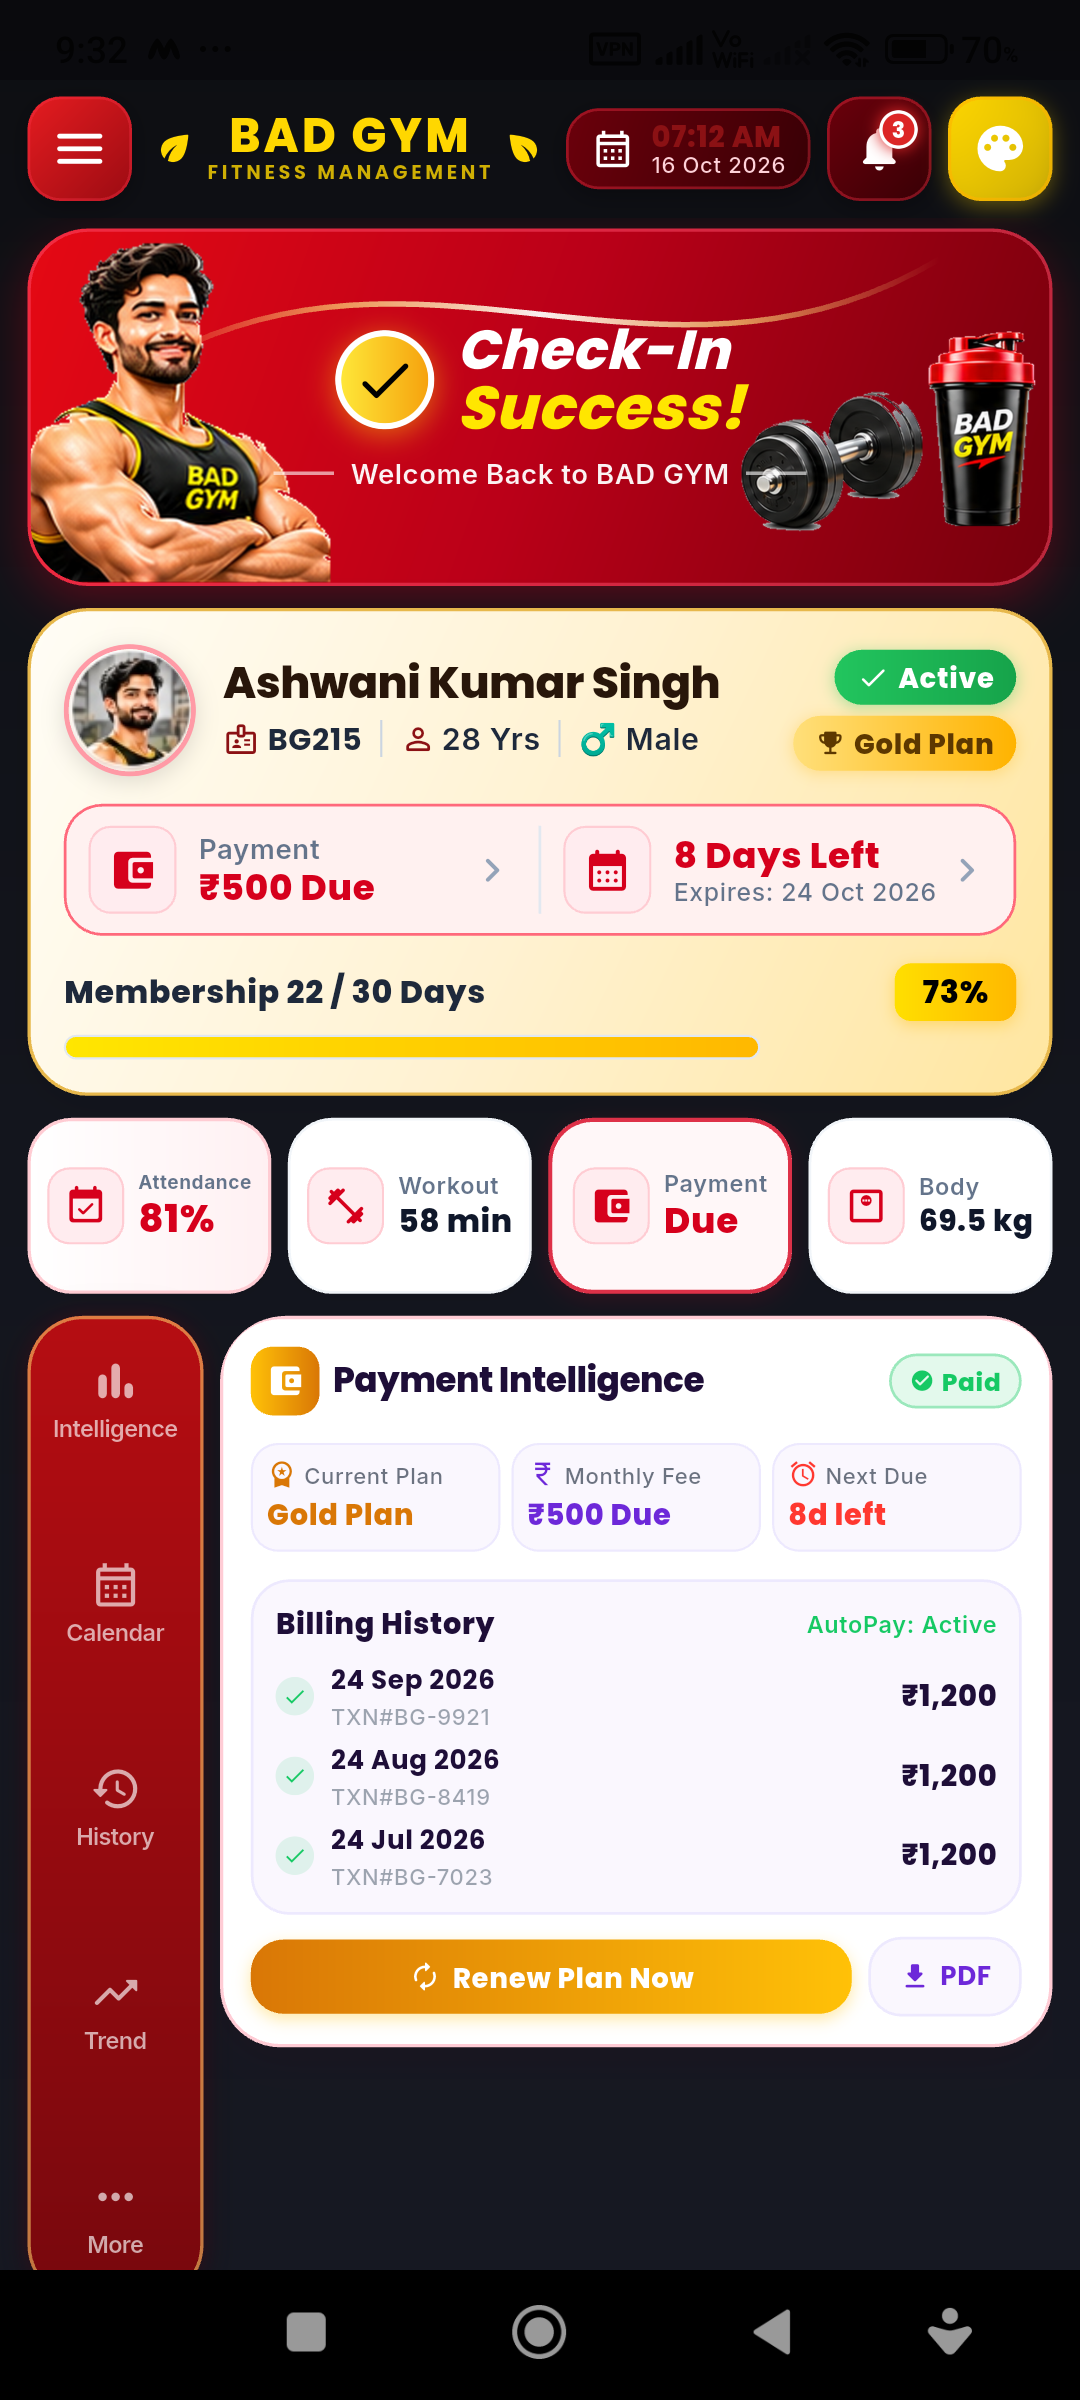 9:32
VPN
Vo
WiFi
70%
BAD GYM
FITNESS MANAGEMENT
07:12 AM
16 Oct 2026
3
Check-In
Success!
Welcome Back to BAD GYM
BAD
GYM
BAD
GYM
Ashwani Kumar Singh
Active
BG215
28 Yrs
Male
Gold Plan
Payment
₹500 Due
8 Days Left
Expires: 24 Oct 2026
Membership 22 / 30 Days
73%
Attendance
81%
Workout
58 min
Payment
Due
Body
69.5 kg
Intelligence
Calendar
History
Trend
More
Payment Intelligence
Paid
Current Plan
Gold Plan
Monthly Fee
₹500 Due
Next Due
8d left
Billing History
AutoPay: Active
24 Sep 2026
TXN#BG-9921
₹1,200
24 Aug 2026
TXN#BG-8419
₹1,200
24 Jul 2026
TXN#BG-7023
₹1,200
Renew Plan Now
PDF